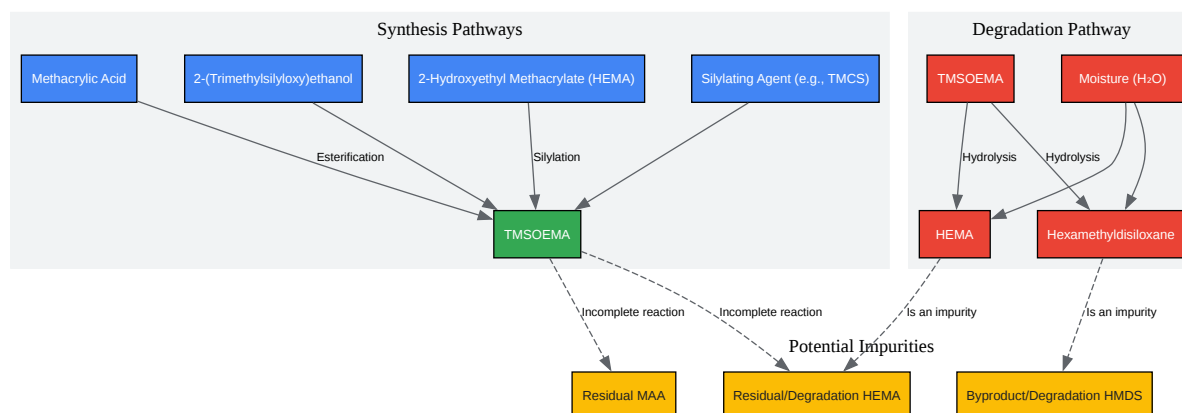 Synthesis Pathways
Degradation Pathway
Methacrylic Acid
2-(Trimethylsilyloxy)ethanol
2-Hydroxyethyl Methacrylate (HEMA)
Silylating Agent (e.g., TMCS)
TMSOEMA
Moisture (H₂O)
Esterification
Silylation
Hydrolysis
Hydrolysis
TMSOEMA
HEMA
Hexamethyldisiloxane
Incomplete reaction
Incomplete reaction
Is an impurity
Is an impurity
Potential Impurities
Residual MAA
Residual/Degradation HEMA
Byproduct/Degradation HMDS